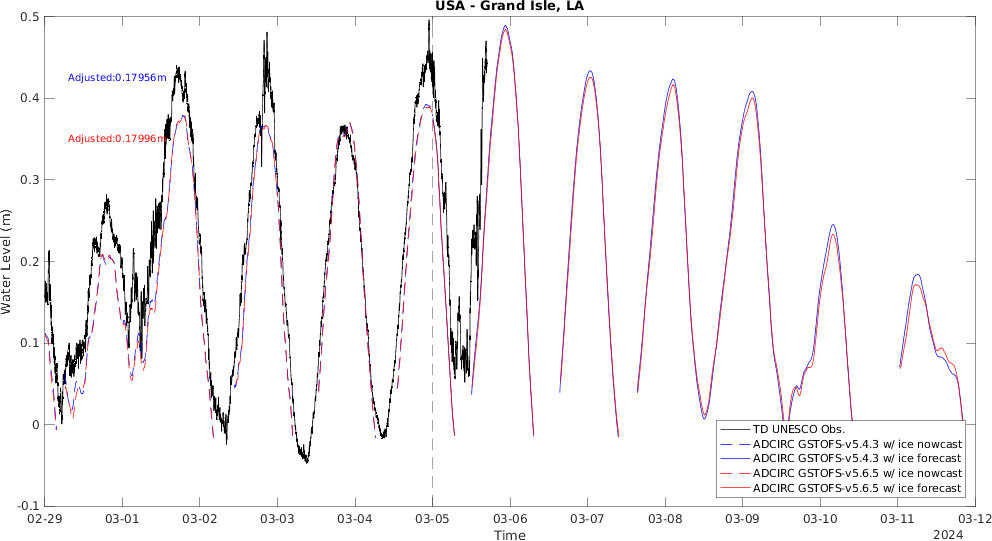 USA - Grand Isle, LA
0.5
0.4
0.3
0.2
0.1
0
-0.1
Water Level (m)
Adjusted:0.17956m
Adjusted:0.17996m
TD UNESCO Obs.
ADCIRC GSTOFS-v5.4.3 w/ ice nowcast
ADCIRC GSTOFS-v5.4.3 w/ ice forecast
ADCIRC GSTOFS-v5.6.5 w/ ice nowcast
ADCIRC GSTOFS-v5.6.5 w/ ice forecast
02-29 03-01 03-02 03-03 03-04 03-05 03-06 03-07 03-08 03-09 03-10 03-11 03-12
Time
2024